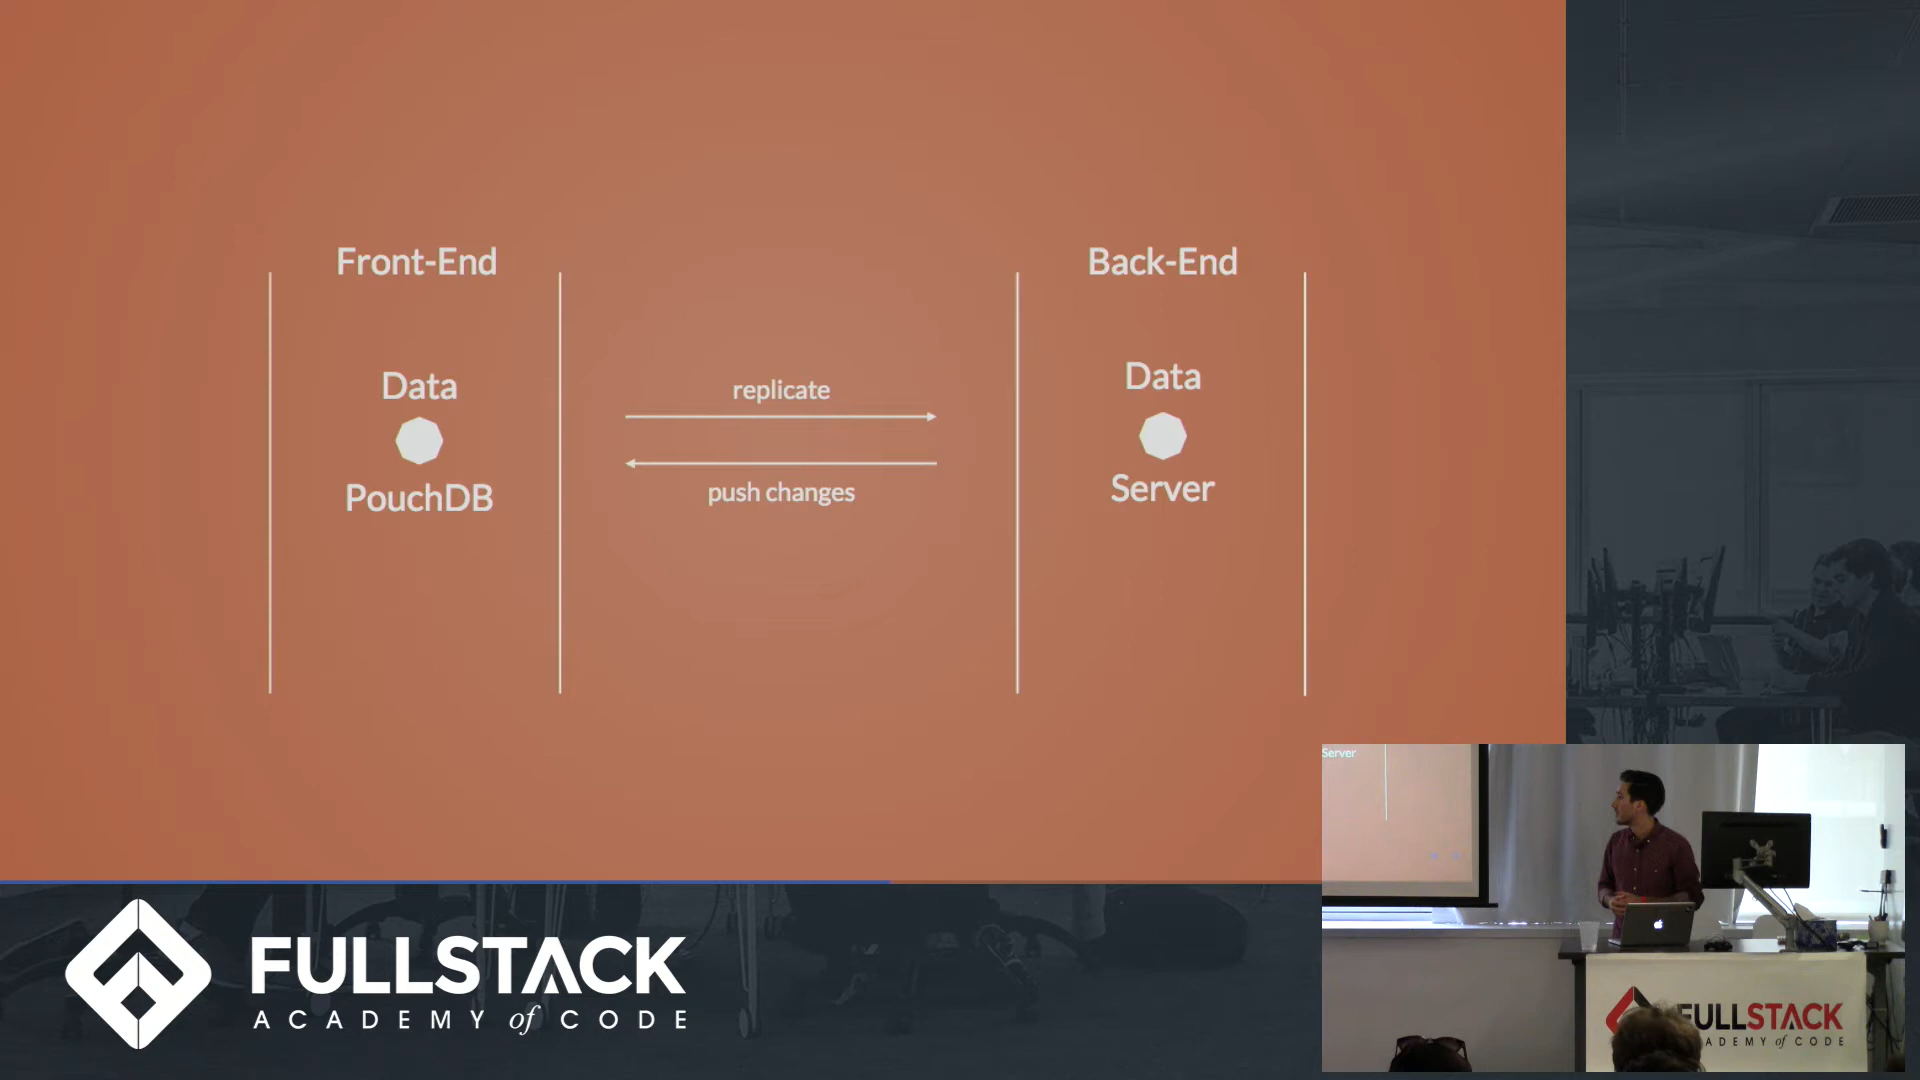 Front-End
Back-End
Data
replicate
Data
push changes
PouchDB
Server
Server
FULLSTACK
ACADEMY of CODE
FULLSTACK
ADEMY of CODE